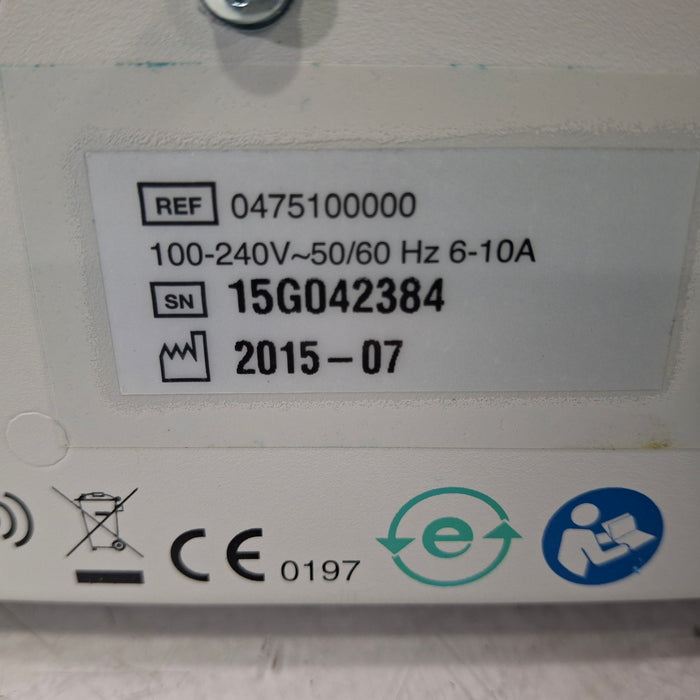 REF 0475100000
100-240V~50/60 Hz 6-10A
SN 15G042384
2015-07
CE 0197 e